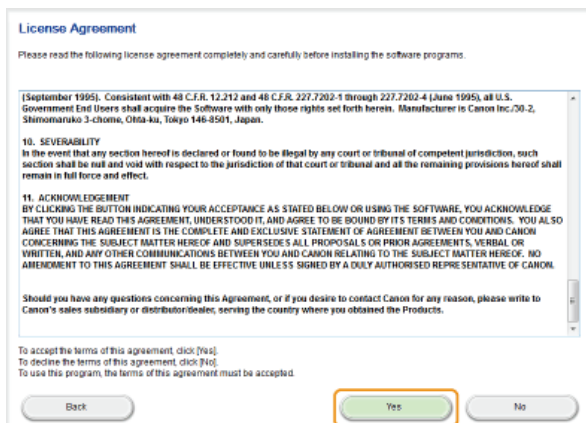 License Agreement
Please read the following license agreement completely and carefully before installing the software programs.
(September 1995). Consistent with 48 C.F.R. 12.212 and 48 C.F.R. 227.7202-1 through 227.7202-4 (June 1995), all U.S.
Government End Users shall acquire the Software with only those rights set forth herein. Manufacturer is Canon Inc./30-2,
Shimomaruko 3-chome, Ohta-ku, Tokyo 146-8501, Japan.
10. SEVERABILITY
In the event that any section hereof is declared or found to be illegal by any court or tribunal of competent jurisdiction, such
section shall be null and void with respect to the jurisdiction of that court or tribunal and all the remaining provisions hereof shall
remain in full force and effect.
11. ACKNOWLEDGEMENT
BY CLICKING THE BUTTON INDICATING YOUR ACCEPTANCE AS STATED BELOW OR USING THE SOFTWARE, YOU ACKNOWLEDGE
THAT YOU HAVE READ THIS AGREEMENT, UNDERSTOOD IT, AND AGREE TO BE BOUND BY ITS TERMS AND CONDITIONS. YOU ALSO
AGREE THAT THIS AGREEMENT IS THE COMPLETE AND EXCLUSIVE STATEMENT OF AGREEMENT BETWEEN YOU AND CANON
CONCERNING THE SUBJECT MATTER HEREOF AND SUPERSEDES ALL PROPOSALS OR PRIOR AGREEMENTS, VERBAL OR
WRITTEN, AND ANY OTHER COMMUNICATIONS BETWEEN YOU AND CANON RELATING TO THE SUBJECT MATTER HEREOF. NO
AMENDMENT TO THIS AGREEMENT SHALL BE EFFECTIVE UNLESS SIGNED BY A DULY AUTHORISED REPRESENTATIVE OF CANON.
Should you have any questions concerning this Agreement, or if you desire to contact Canon for any reason, please write to
Canon's sales subsidiary or distributor/dealer, serving the country where you obtained the Products.
To accept the terms of this agreement, click [Yes].
To decline the terms of this agreement, click [No].
To use this program, the terms of this agreement must be accepted.
Back
Yes
No